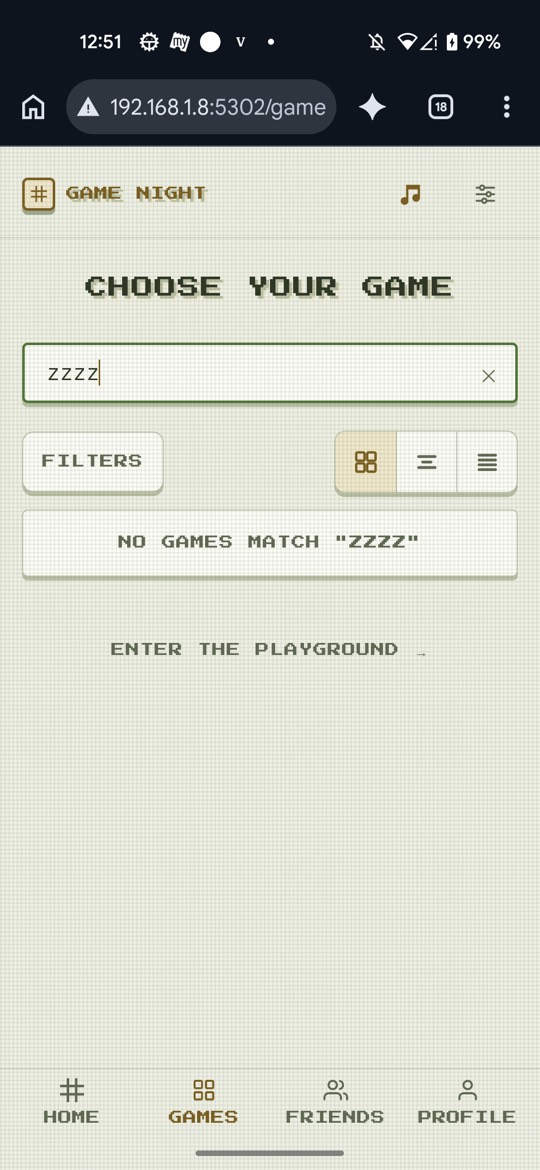 12:51 my V 99%
192.168.1.8:5302/game 18
GAME NIGHT
CHOOSE YOUR GAME
zzzz
FILTERS
NO GAMES MATCH "ZZZZ"
ENTER THE PLAYGROUND →
HOME GAMES FRIENDS PROFILE